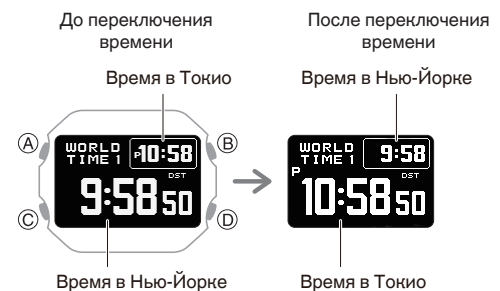 До переключения
времени
После переключения
времени
Время в Токио
Время в Нью-Йорке
A
B
C
D
WORLD
TIME 1
P10:58
DST
9:58 50
WORLD
TIME 1
9:58
P
DST
10:58 50
Время в Нью-Йорке
Время в Токио